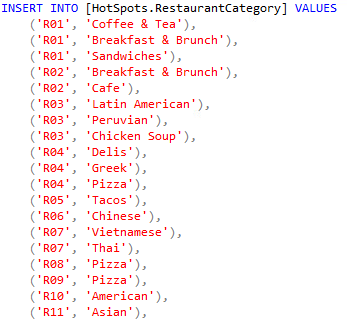 INSERT INTO [HotSpots.RestaurantCategory] VALUES
('R01', 'Coffee & Tea'),
('R01', 'Breakfast & Brunch'),
('R01', 'Sandwiches'),
('R02', 'Breakfast & Brunch'),
('R02', 'Cafe'),
('R03', 'Latin American'),
('R03', 'Peruvian'),
('R03', 'Chicken Soup'),
('R04', 'Delis'),
('R04', 'Greek'),
('R04', 'Pizza'),
('R05', 'Tacos'),
('R06', 'Chinese'),
('R07', 'Vietnamese'),
('R07', 'Thai'),
('R08', 'Pizza'),
('R09', 'Pizza'),
('R10', 'American'),
('R11', 'Asian'),